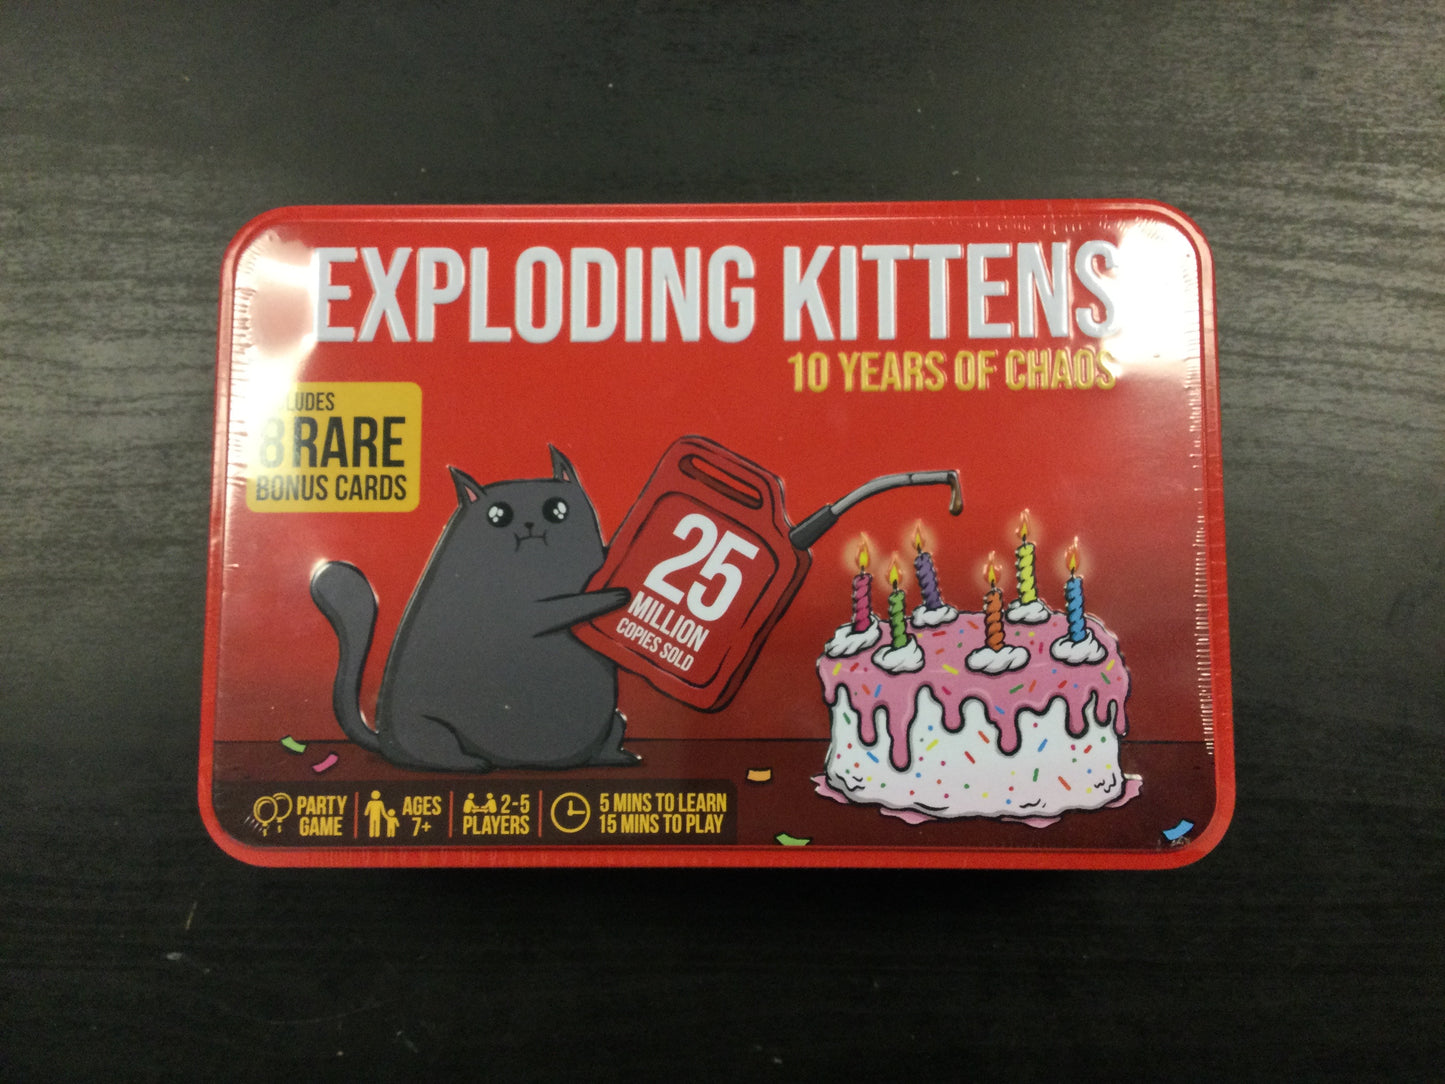 EXPLODING KITTENS
10 YEARS OF CHAOS
LUDES
8 RARE
BONUS CARDS
25
MILLION
COPIES SOLD
PARTY
GAME
AGES
7+
2-5
PLAYERS
5 MINS TO LEARN
15 MINS TO PLAY